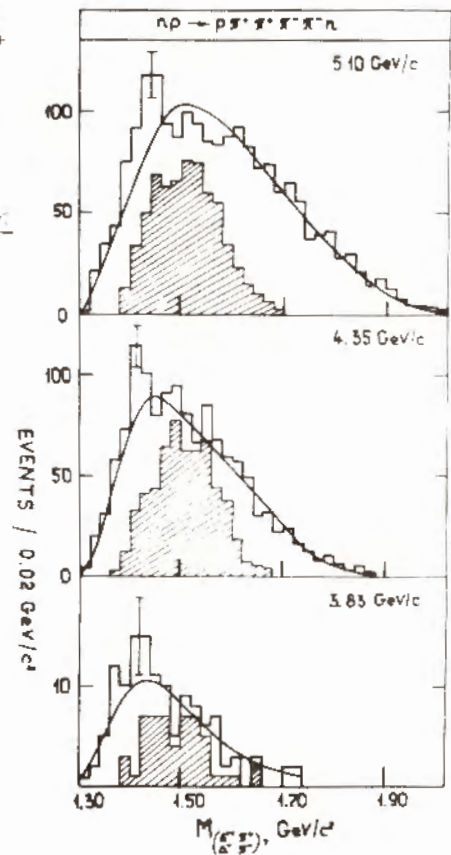 np → pπ⁺π⁺π⁻π⁻n
5.10 GeV/c
100
50
0
4.35 GeV/c
100
50
0
3.83 GeV/c
10
EVENTS / 0.02 GeV/c²
1.30 1.50 1.70 1.90
GeV/c²